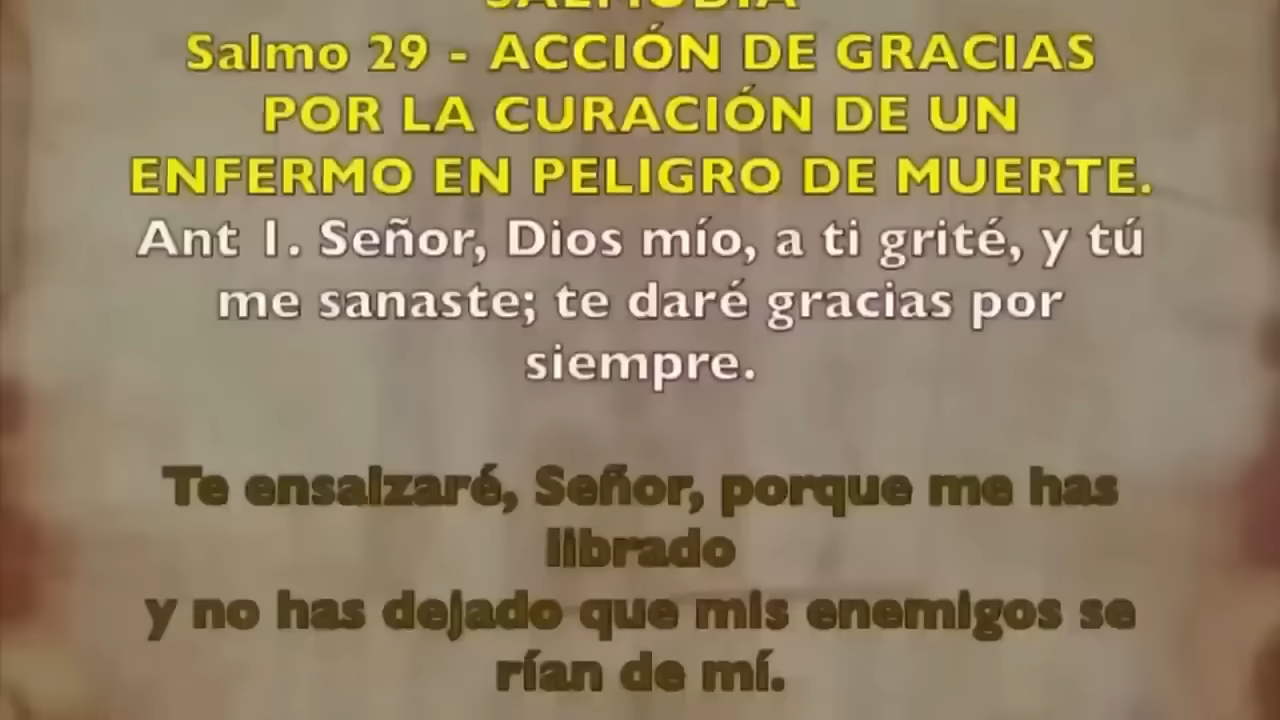 SALMODIA
Salmo 29 - ACCIÓN DE GRACIAS
POR LA CURACIÓN DE UN
ENFERMO EN PELIGRO DE MUERTE.
Ant 1. Señor, Dios mío, a ti grité, y tú
me sanaste; te daré gracias por
siempre.
Te ensalzaré, Señor, porque me has
librado
y no has dejado que mis enemigos se
rían de mí.